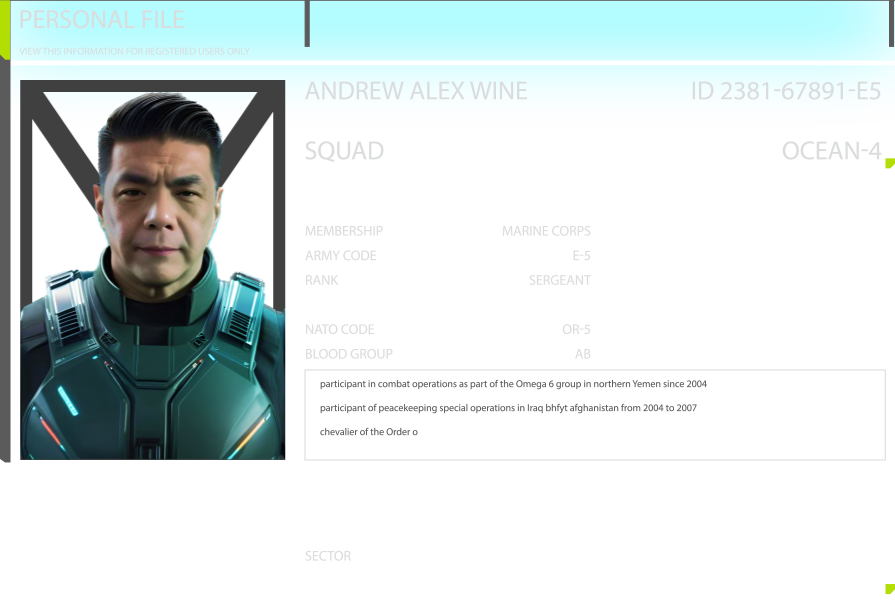 PERSONAL FILE
VIEW THIS INFORMATION FOR REGISTERED USERS ONLY
ANDREW ALEX WINE ID 2381-67891-E5
SQUAD OCEAN-4
MEMBERSHIP MARINE CORPS
ARMY CODE E-5
RANK SERGEANT
NATO CODE OR-5
BLOOD GROUP AB
participant in combat operations as part of the Omega 6 group in northern Yemen since 2004
participant of peacekeeping special operations in Iraq bhfyt afghanistan from 2004 to 2007
chevalier of the Order o
SECTOR